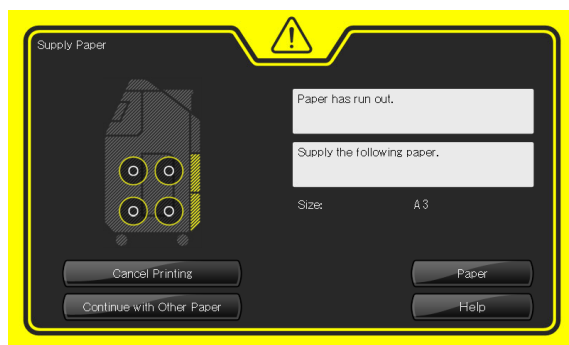 Supply Paper
Paper has run out.
Supply the following paper.
Size: A3
Cancel Printing
Paper
Continue with Other Paper
Help